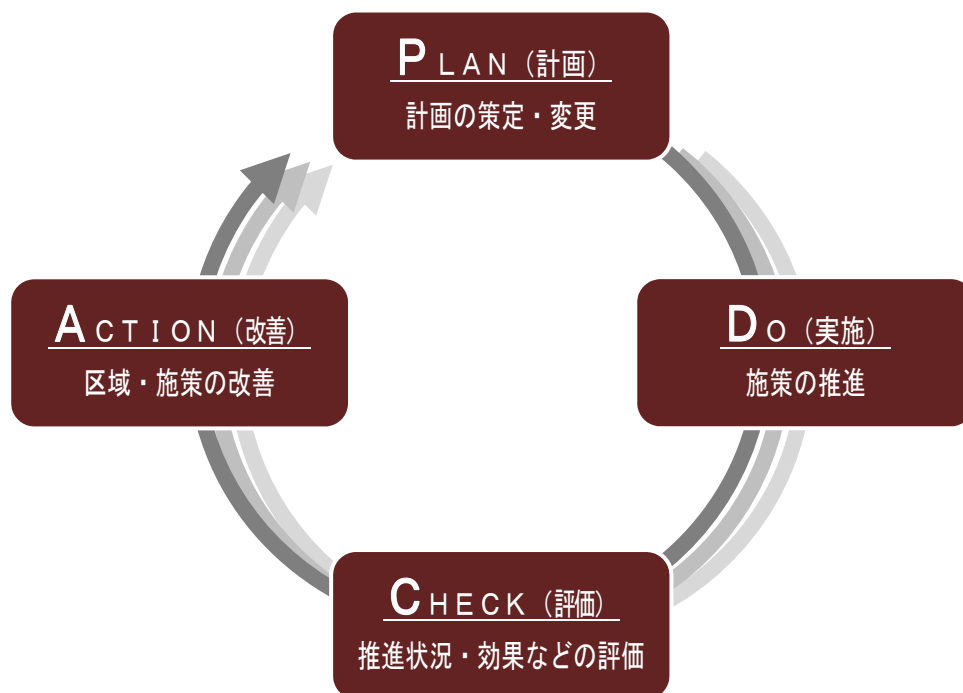 PLAN（計画）
計画の策定・変更
ACTION（改善）
区域・施策の改善
DO（実施）
施策の推進
CHECK（評価）
推進状況・効果などの評価